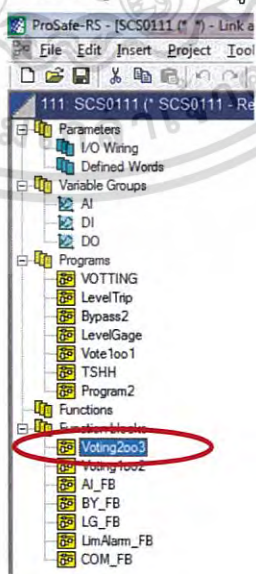 ProSafe-RS - [SCS0111 (* *) - Link a
File Edit Insert Project Tool
111: SCS0111 (* SCS0111 - Re
Parameters
I/O Wiring
Defined Words
Variable Groups
AI
DI
DO
Programs
VOTTING
LevelTrip
Bypass2
LevelGage
Vote1oo1
TSHH
Program2
Functions
Function blocks
Voting2oo3
Voting1oo2
AI_FB
BY_FB
LG_FB
LimAlarm_FB
COM_FB